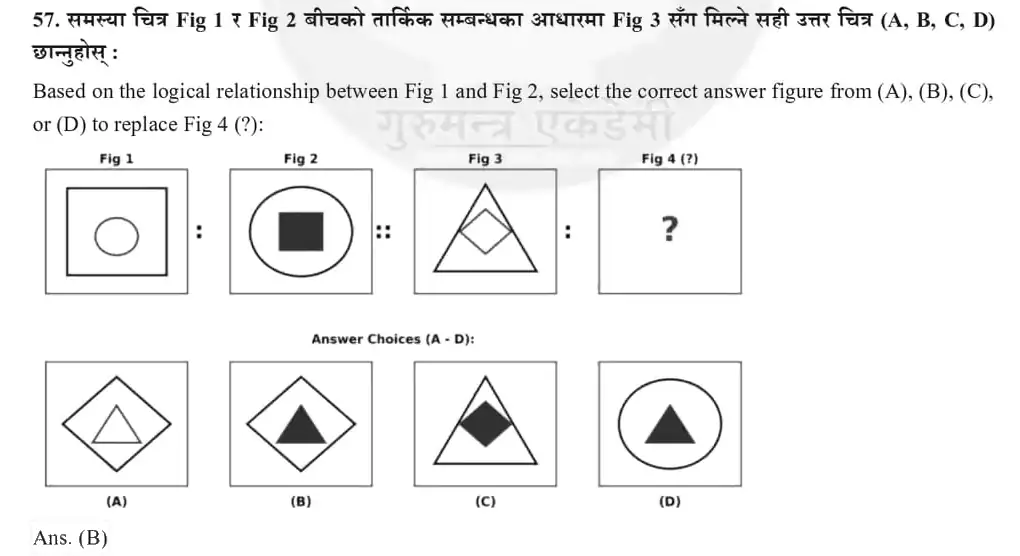 57. समस्या चित्र Fig 1 र Fig 2 बीचको तार्किक सम्बन्धका आधारमा Fig 3 सँग मिल्ने सही उत्तर चित्र (A, B, C, D)
छान्नुहोस् :
Based on the logical relationship between Fig 1 and Fig 2, select the correct answer figure from (A), (B), (C),
or (D) to replace Fig 4 (?):
गुरुमन्त्र एकेडेमी
Fig 1 Fig 2 Fig 3 Fig 4 (?)
: :: : ?
Answer Choices (A - D):
(A) (B) (C) (D)
Ans. (B)